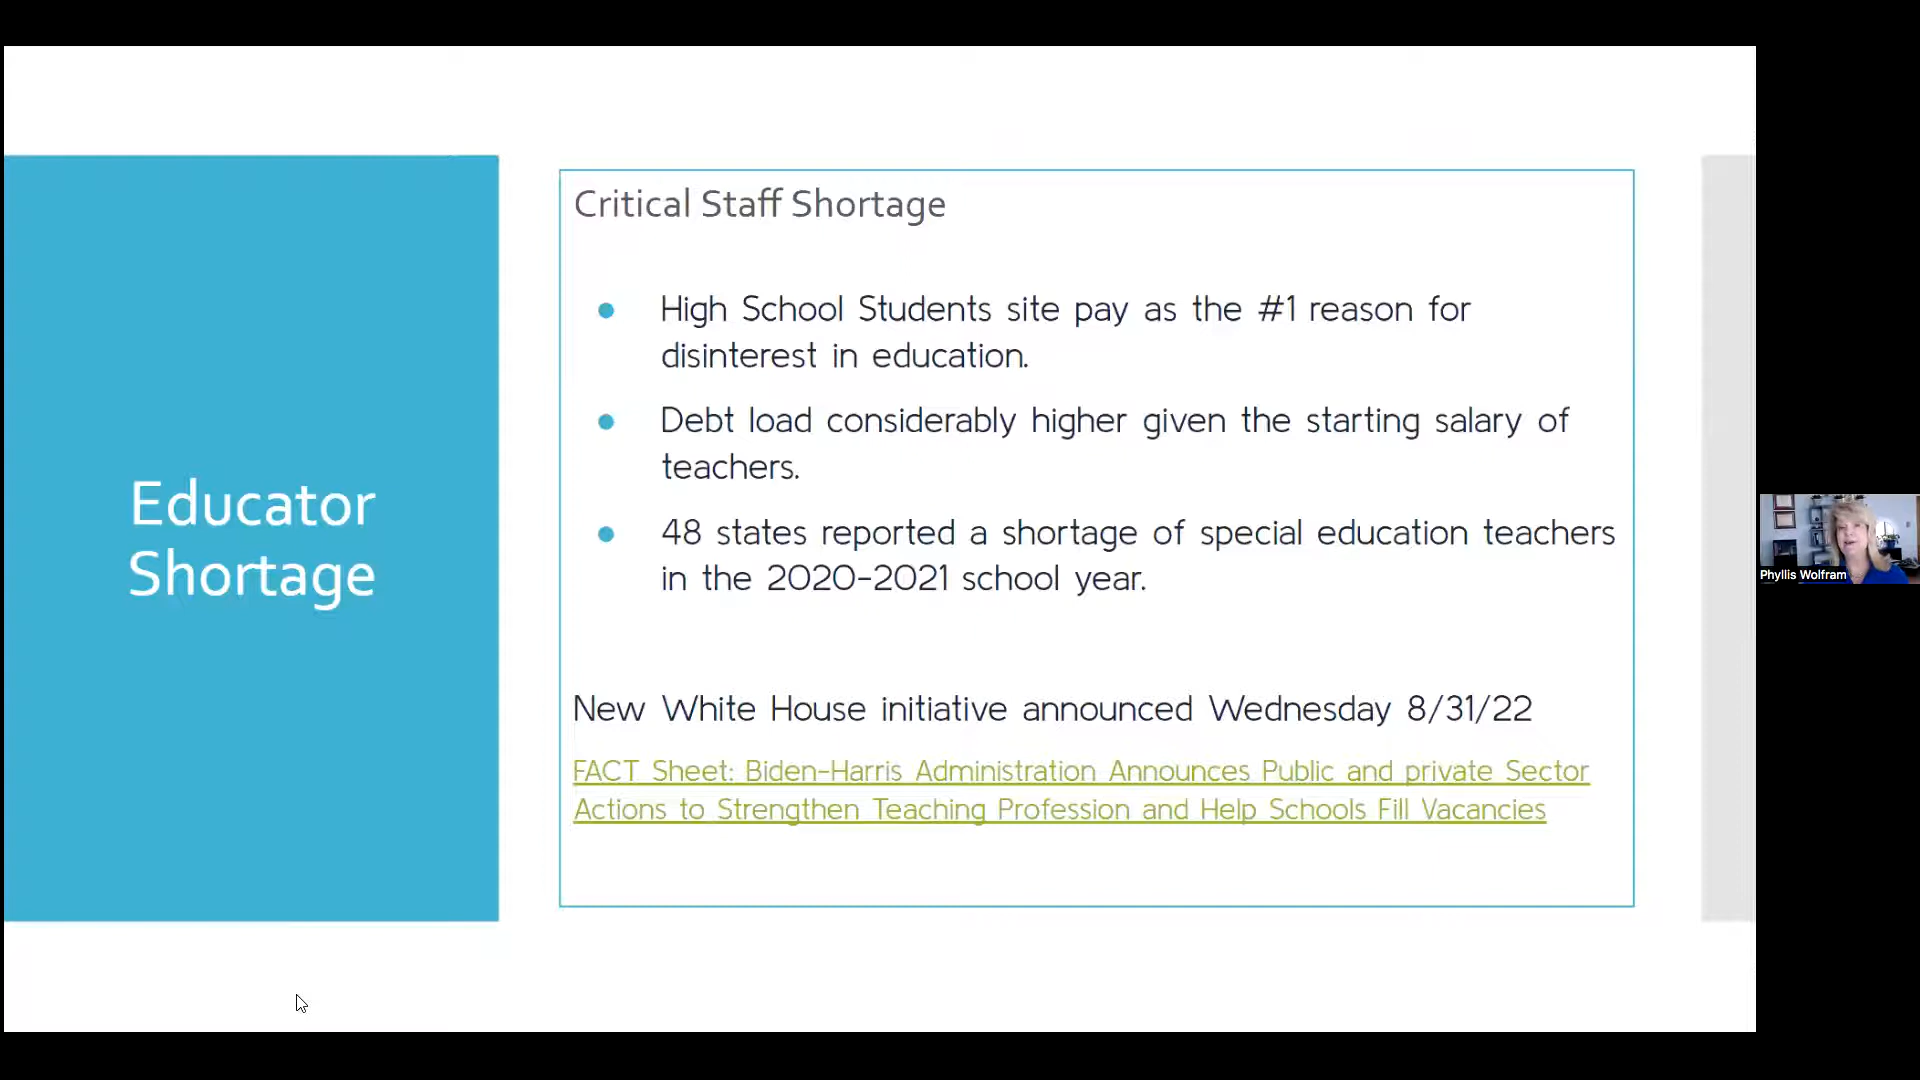 Educator
Shortage
Critical Staff Shortage
High School Students site pay as the #1 reason for
disinterest in education.
Debt load considerably higher given the starting salary of
teachers.
48 states reported a shortage of special education teachers
in the 2020-2021 school year.
New White House initiative announced Wednesday 8/31/22
FACT Sheet: Biden-Harris Administration Announces Public and private Sector
Actions to Strengthen Teaching Profession and Help Schools Fill Vacancies
Phyllis Wolfram